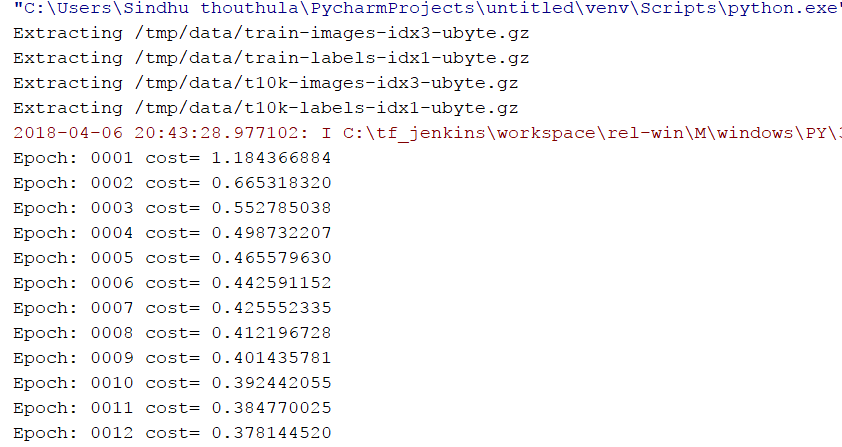 "C:\Users\Sindhu thouthula\PycharmProjects\untitled\venv\Scripts\python.exe"
Extracting /tmp/data/train-images-idx3-ubyte.gz
Extracting /tmp/data/train-labels-idx1-ubyte.gz
Extracting /tmp/data/t10k-images-idx3-ubyte.gz
Extracting /tmp/data/t10k-labels-idx1-ubyte.gz
2018-04-06 20:43:28.977102: I C:\tf_jenkins\workspace\rel-win\M\windows\PY\3
Epoch: 0001 cost= 1.184366884
Epoch: 0002 cost= 0.665318320
Epoch: 0003 cost= 0.552785038
Epoch: 0004 cost= 0.498732207
Epoch: 0005 cost= 0.465579630
Epoch: 0006 cost= 0.442591152
Epoch: 0007 cost= 0.425552335
Epoch: 0008 cost= 0.412196728
Epoch: 0009 cost= 0.401435781
Epoch: 0010 cost= 0.392442055
Epoch: 0011 cost= 0.384770025
Epoch: 0012 cost= 0.378144520